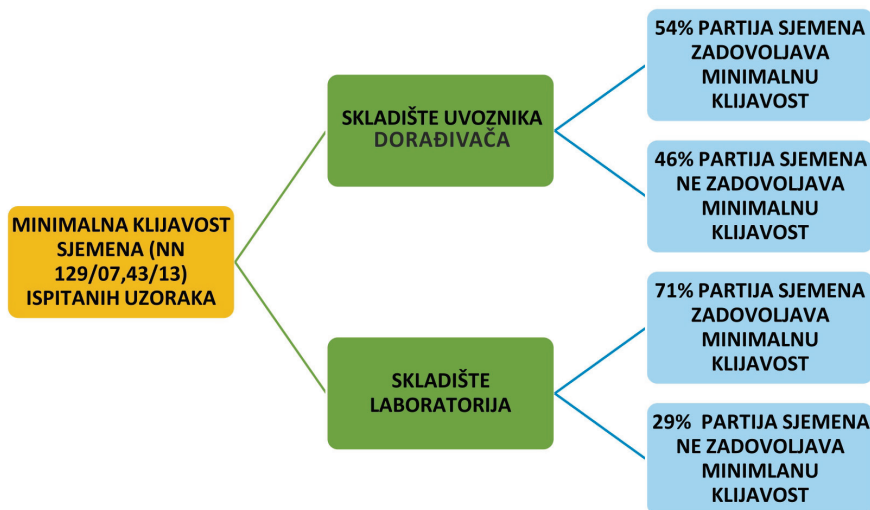 MINIMALNA KLIJAVOST
SJEMENA (NN
129/07,43/13)
ISPITANIH UZORAKA
SKLADIŠTE UVOZNIKA
DORAĐIVAČA
54% PARTIJA SJEMENA
ZADOVOLJAVA
MINIMALNU
KLIJAVOST
46% PARTIJA SJEMENA
NE ZADOVOLJAVA
MINIMALNU
KLIJAVOST
SKLADIŠTE
LABORATORIJA
71% PARTIJA SJEMENA
ZADOVOLJAVA
MINIMALNU
KLIJAVOST
29% PARTIJA SJEMENA
NE ZADOVOLJAVA
MINIMLANU
KLIJAVOST